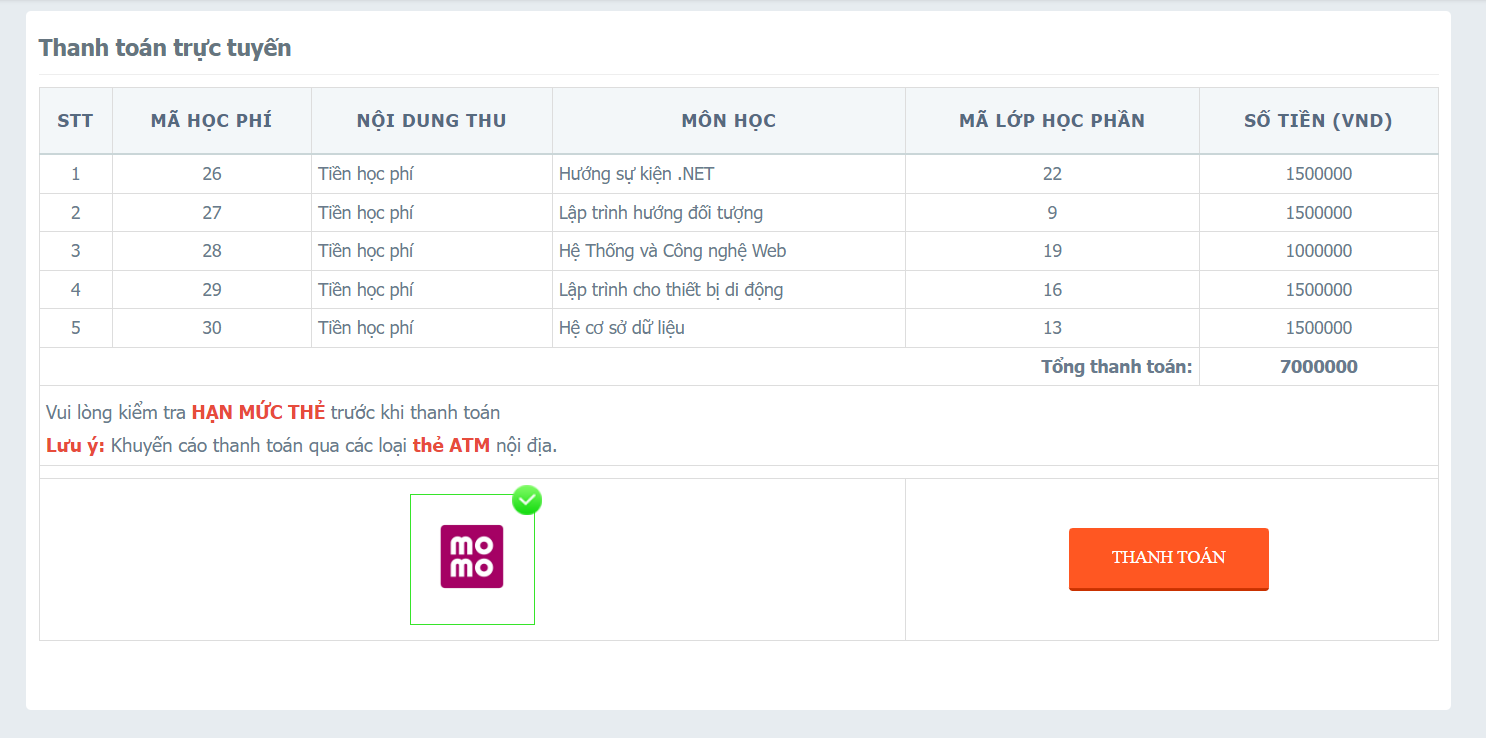 Thanh toán trực tuyến
STT MÃ HỌC PHÍ NỘI DUNG THU MÔN HỌC MÃ LỚP HỌC PHẦN SỐ TIỀN (VND)
1 26 Tiền học phí Hướng sự kiện .NET 22 1500000
2 27 Tiền học phí Lập trình hướng đối tượng 9 1500000
3 28 Tiền học phí Hệ Thống và Công nghệ Web 19 1000000
4 29 Tiền học phí Lập trình cho thiết bị di động 16 1500000
5 30 Tiền học phí Hệ cơ sở dữ liệu 13 1500000
Tổng thanh toán: 7000000
Vui lòng kiểm tra HẠN MỨC THẺ trước khi thanh toán
Lưu ý: Khuyến cáo thanh toán qua các loại thẻ ATM nội địa.
mo
mo
THANH TOÁN